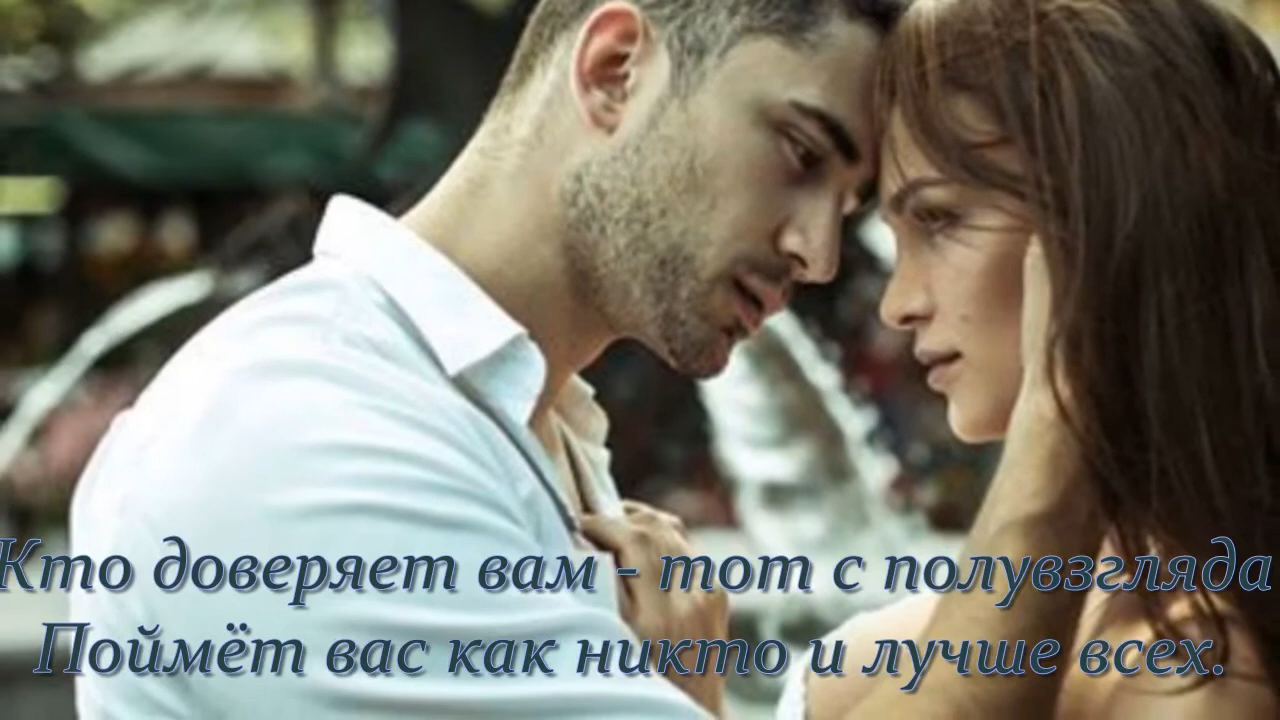 Кто доверяет вам - тот с полувзгляда
Поймёт вас как никто и лучше всех.